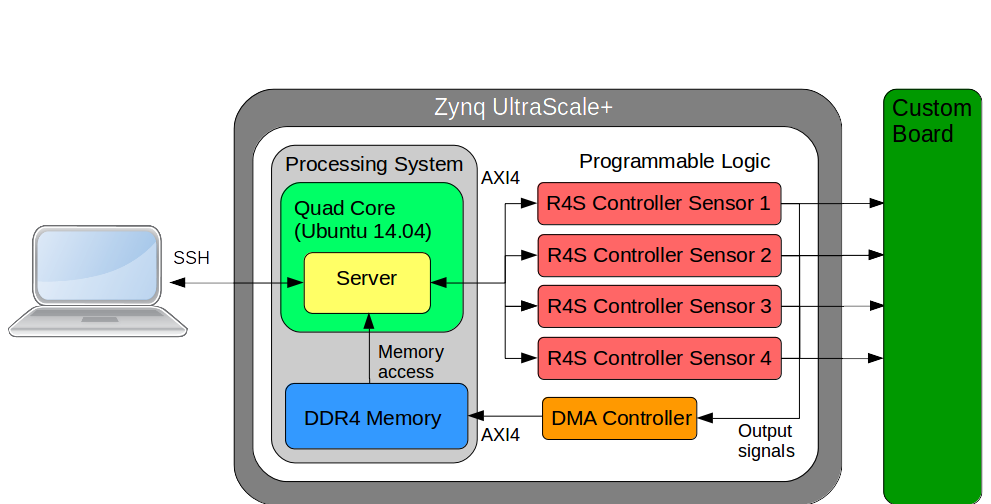 Zynq UltraScale+
Custom
Board
Processing System
Programmable Logic
AXI4
Quad Core
(Ubuntu 14.04)
R4S Controller Sensor 1
SSH
Server
R4S Controller Sensor 2
R4S Controller Sensor 3
Memory
access
R4S Controller Sensor 4
DDR4 Memory
DMA Controller
AXI4
Output
signals